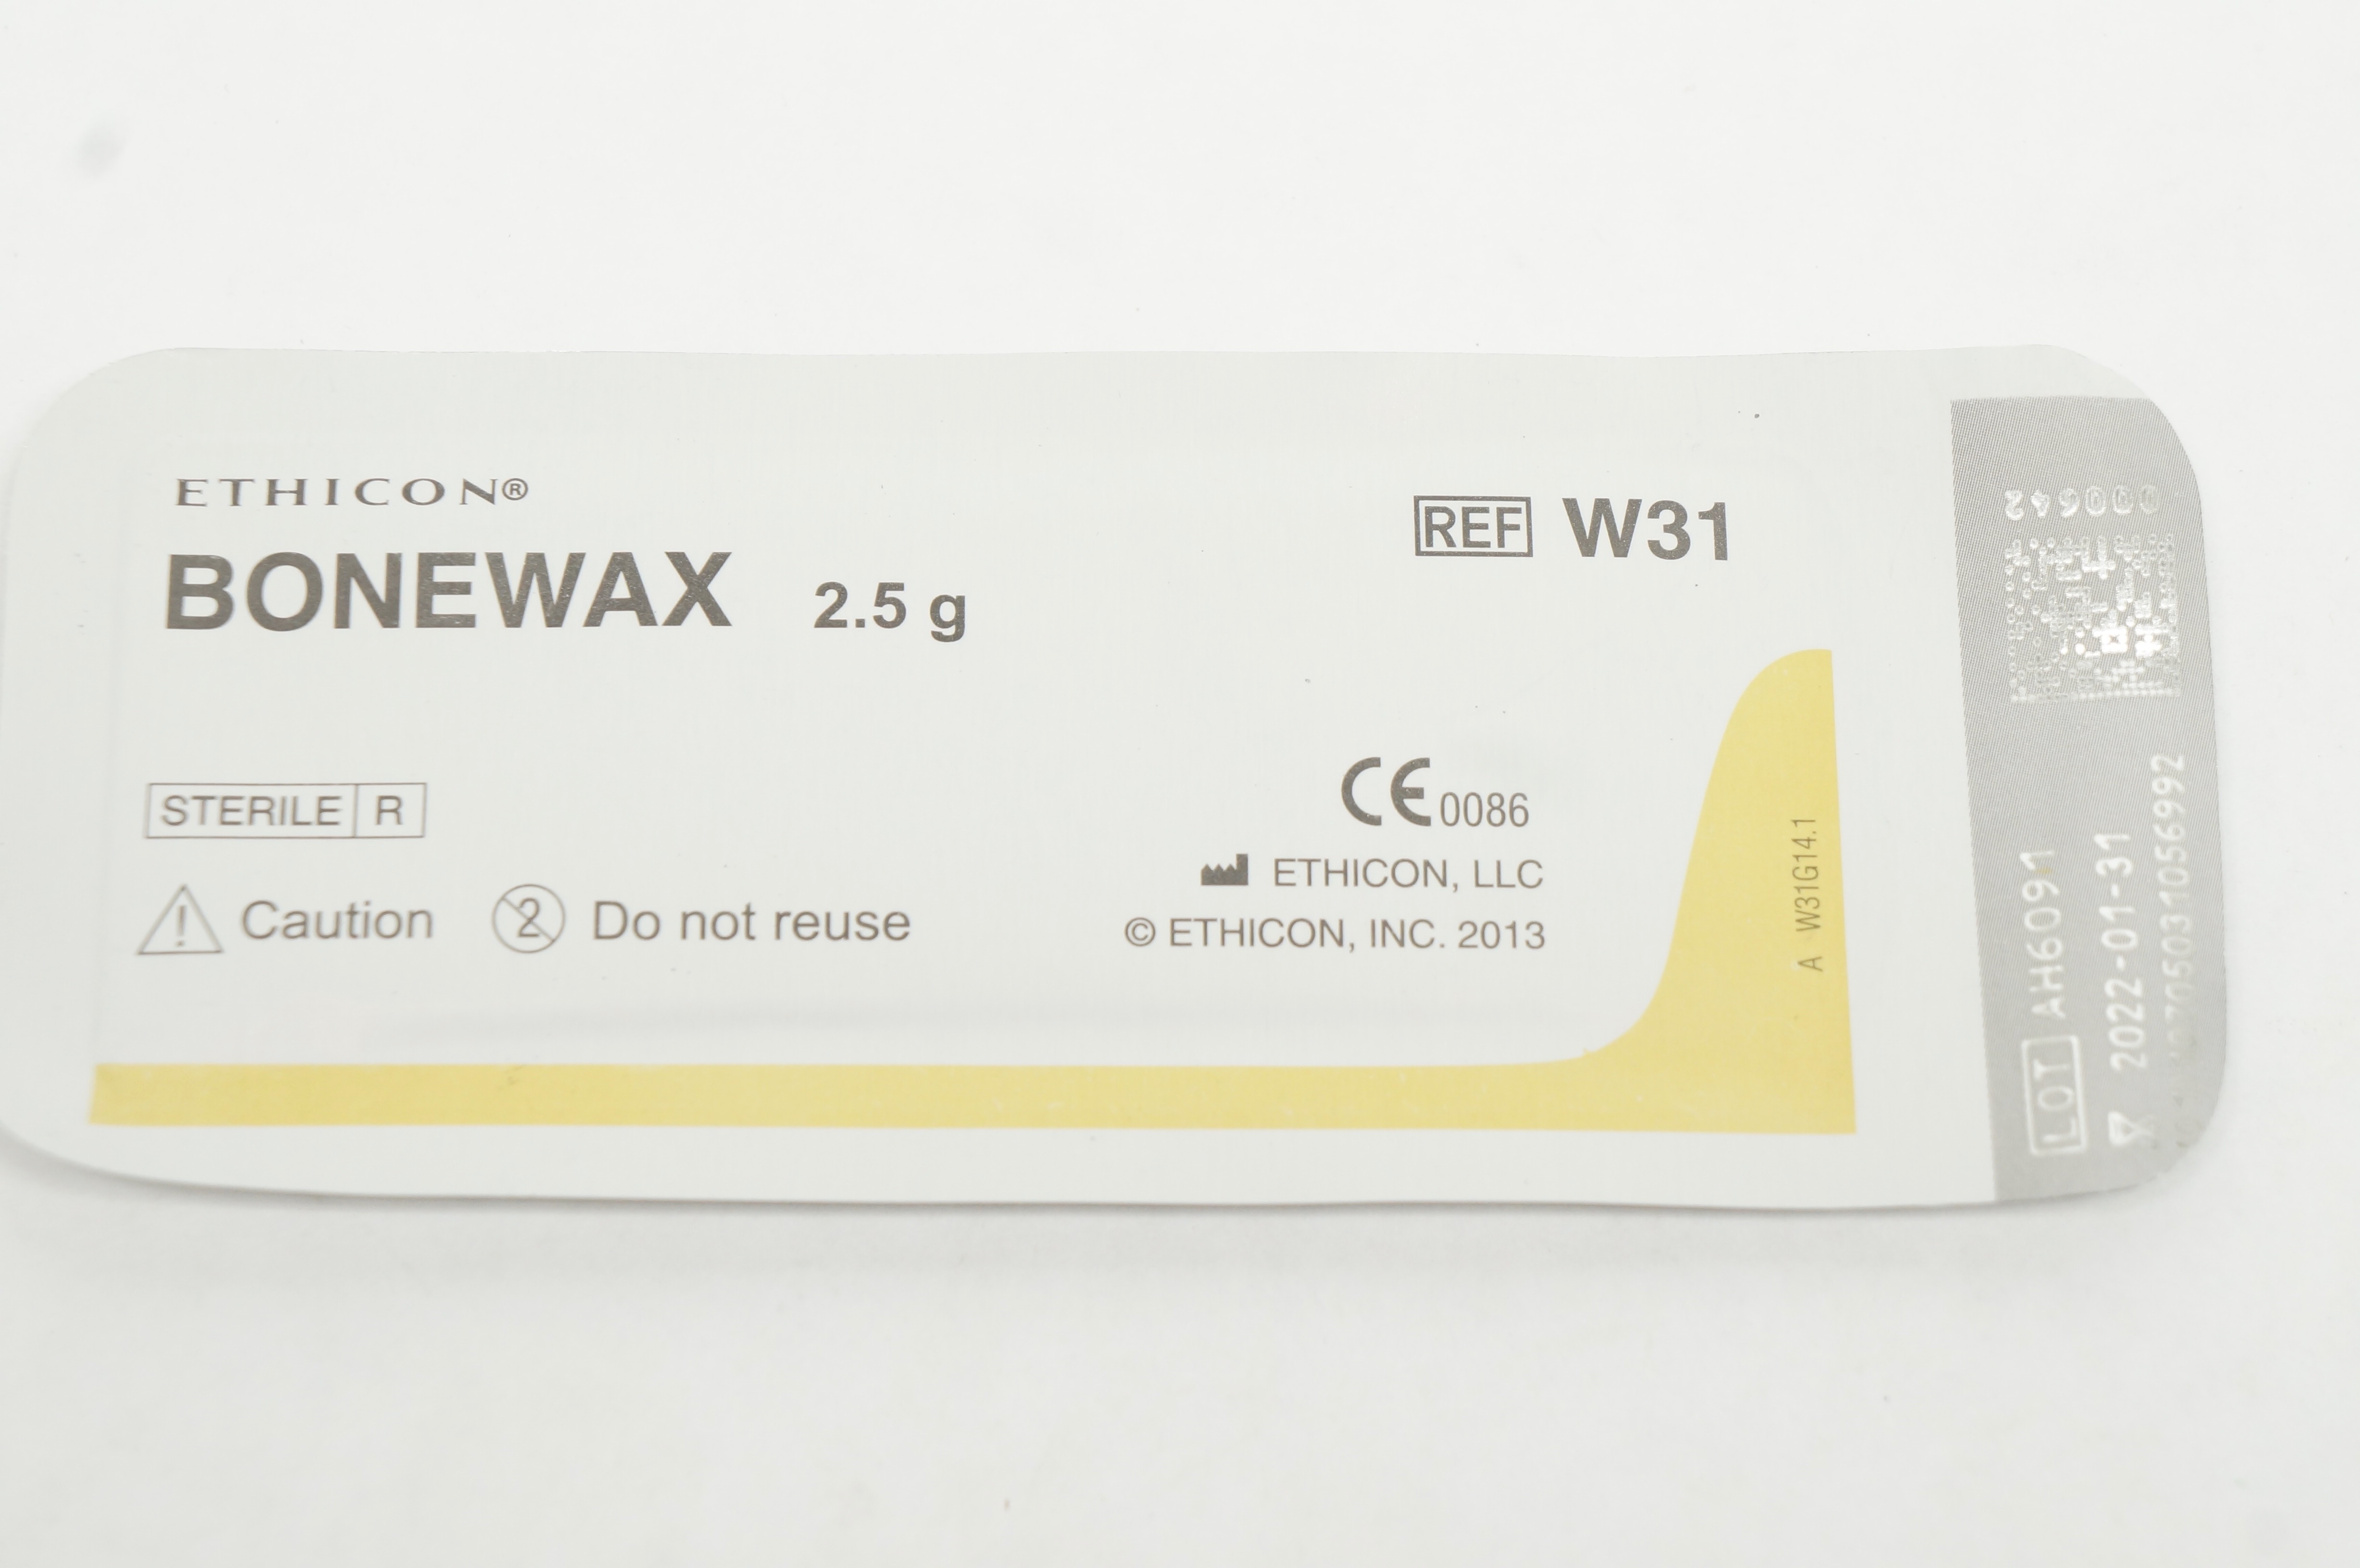 ETHICON®
BONEWAX 2.5 g
REF W31
STERILE R
Caution Do not reuse
CE 0086
ETHICON, LLC
© ETHICON, INC. 2013
A W31G14.1
000642
LOT AH6091
2022-01-31